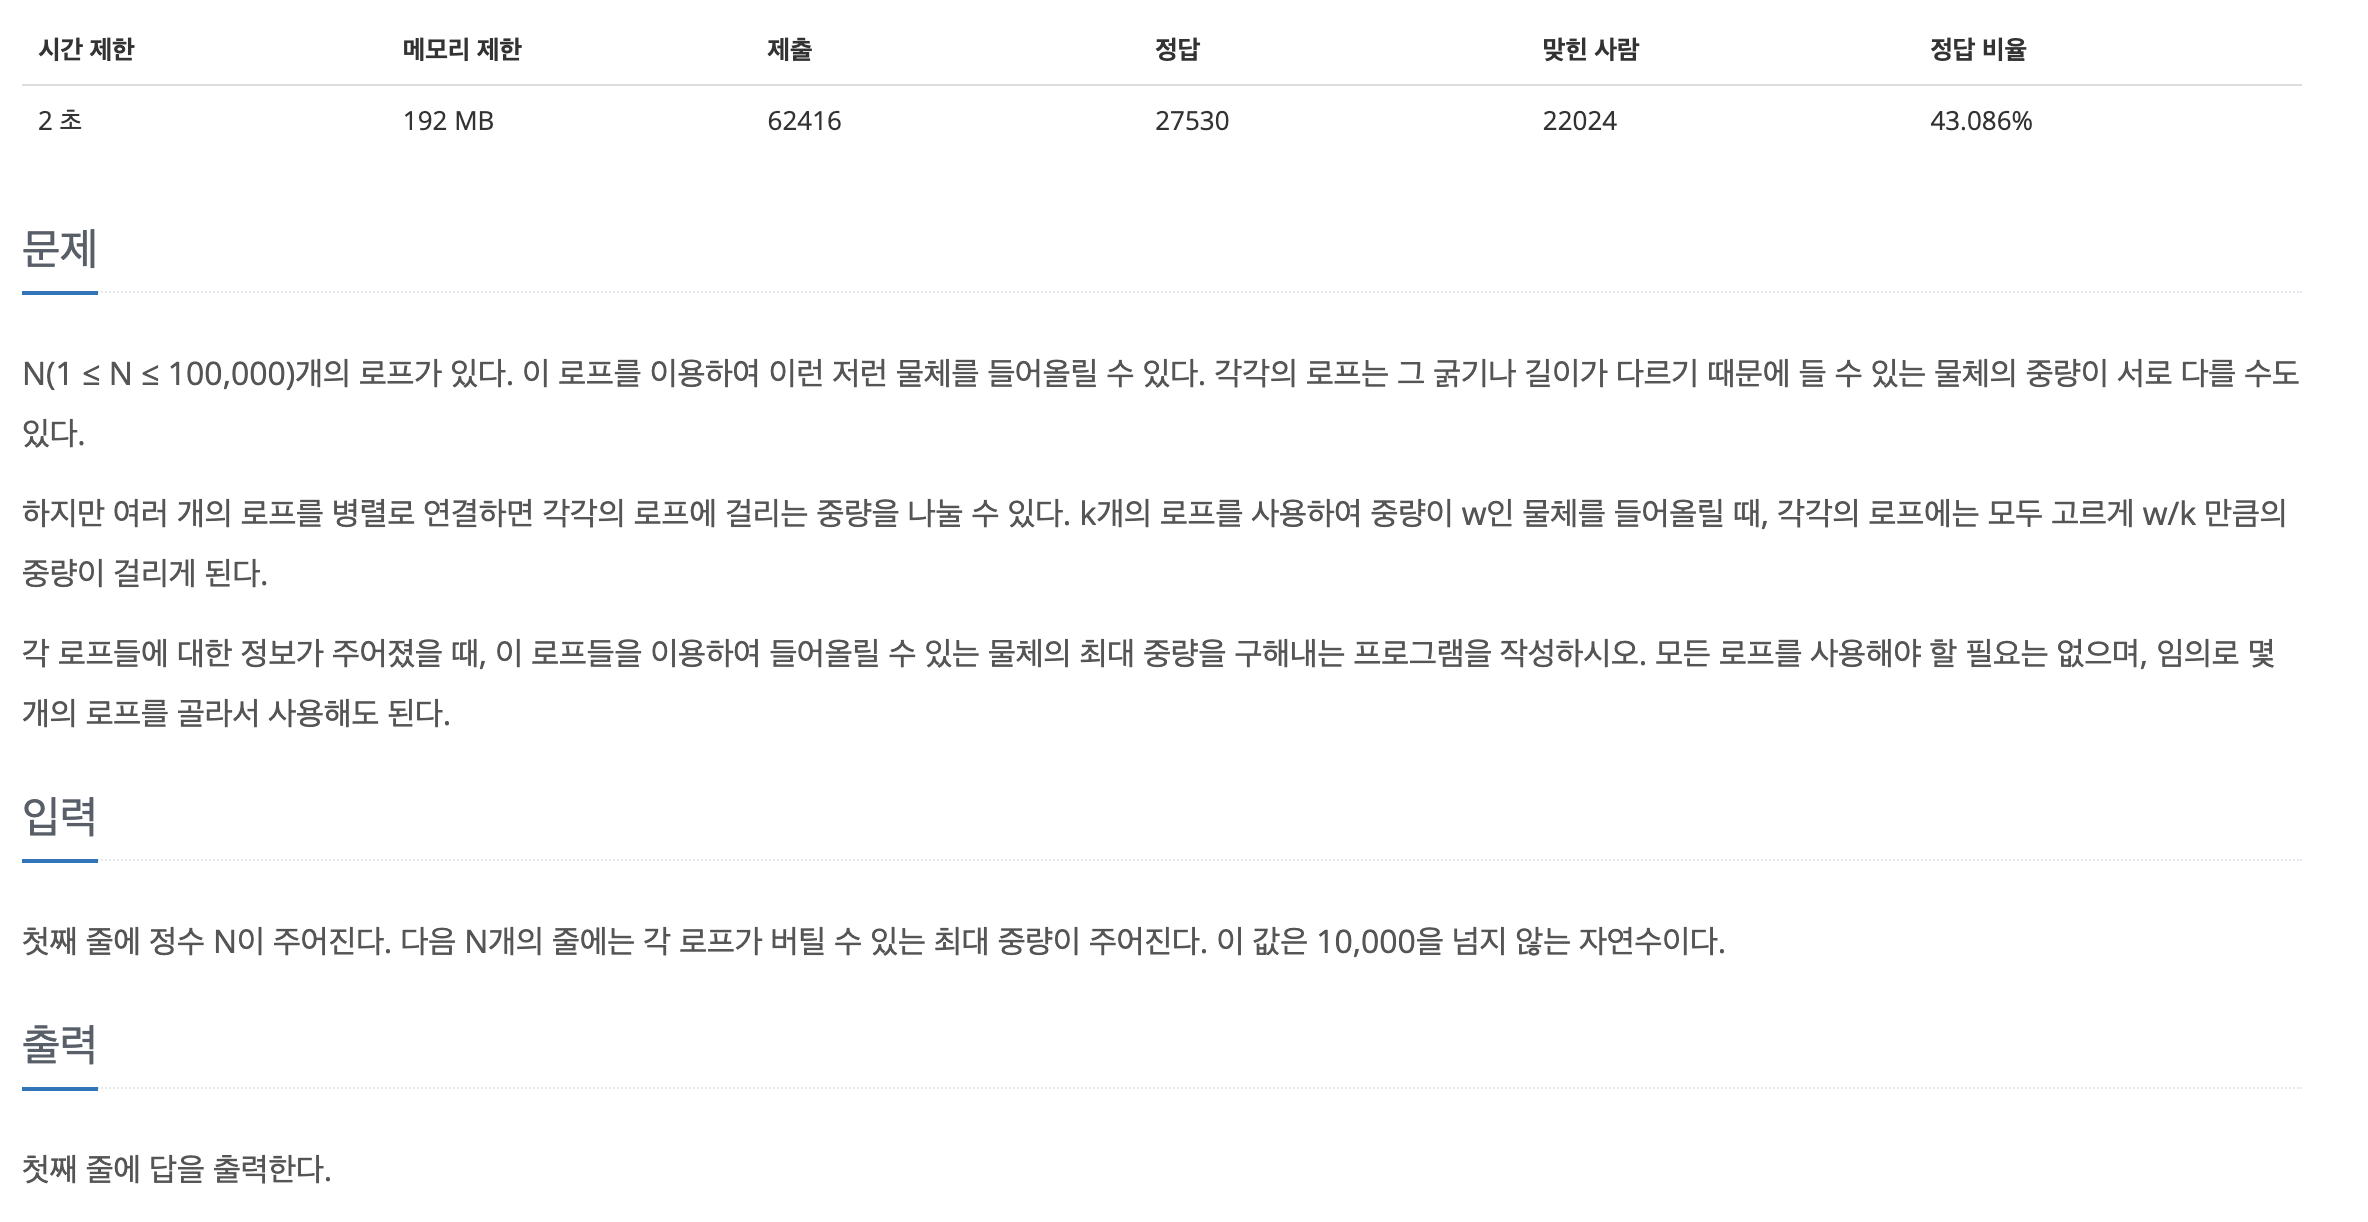 시간 제한 메모리 제한 제출 정답 맞힌 사람 정답 비율
2 초 192 MB 62416 27530 22024 43.086%
문제
N(1 ≤ N ≤ 100,000)개의 로프가 있다. 이 로프를 이용하여 이런 저런 물체를 들어올릴 수 있다. 각각의 로프는 그 굵기나 길이가 다르기 때문에 들 수 있는 물체의 중량이 서로 다를 수도
있다.
하지만 여러 개의 로프를 병렬로 연결하면 각각의 로프에 걸리는 중량을 나눌 수 있다. k개의 로프를 사용하여 중량이 w인 물체를 들어올릴 때, 각각의 로프에는 모두 고르게 w/k 만큼의
중량이 걸리게 된다.
각 로프들에 대한 정보가 주어졌을 때, 이 로프들을 이용하여 들어올릴 수 있는 물체의 최대 중량을 구해내는 프로그램을 작성하시오. 모든 로프를 사용해야 할 필요는 없으며, 임의로 몇
개의 로프를 골라서 사용해도 된다.
입력
첫째 줄에 정수 N이 주어진다. 다음 N개의 줄에는 각 로프가 버틸 수 있는 최대 중량이 주어진다. 이 값은 10,000을 넘지 않는 자연수이다.
출력
첫째 줄에 답을 출력한다.